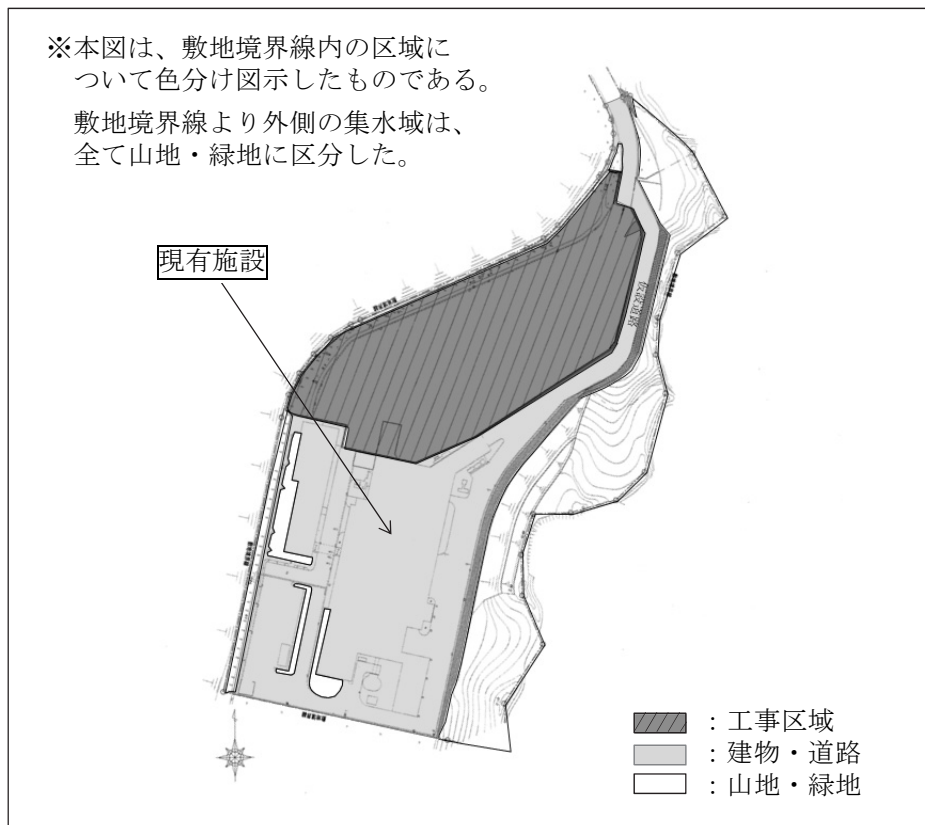 ※本図は、敷地境界線内の区域に
ついて色分け図示したものである。
敷地境界線より外側の集水域は、
全て山地・緑地に区分した。
現有施設
：工事区域
：建物・道路
：山地・緑地